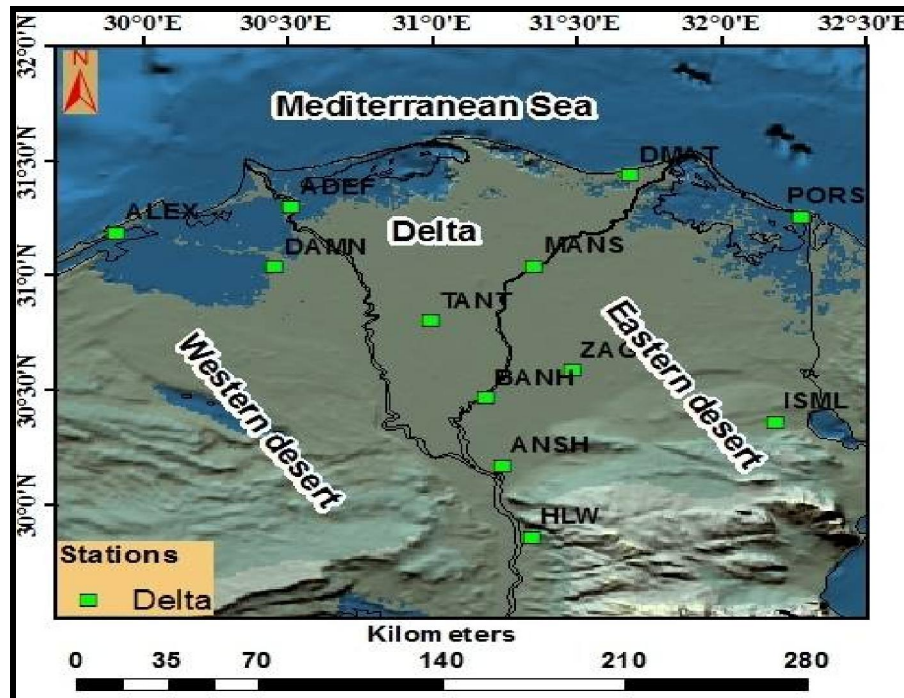 30°0'E 30°30'E 31°0'E 31°30'E 32°0'E 32°30'E
32°0'N
N
Mediterranean Sea
31°30'N
DMAT
ADEF
PORS
ALEX
Delta
DAMN
MANS
31°0'N
TANT
Eastern desert
ZAG
Western desert
BANH
30°30'N
ISML
ANSH
30°0'N
HLW
Stations
Delta
Kilometers
0 35 70 140 210 280